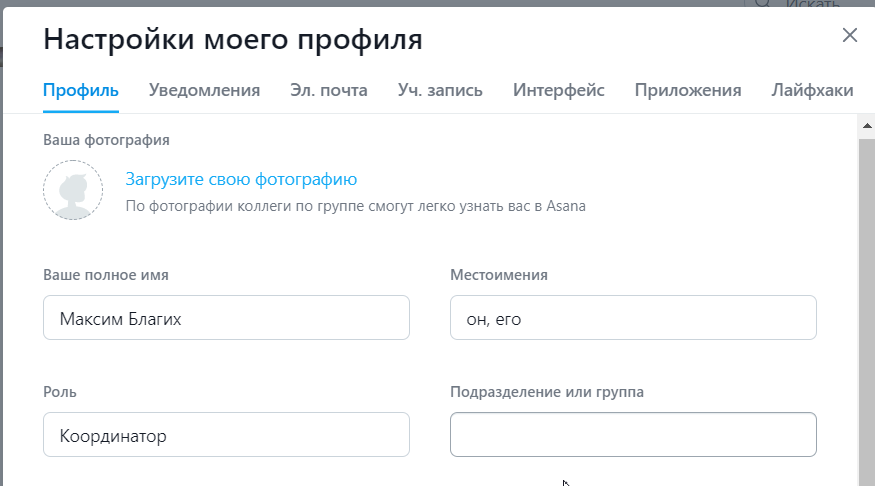 Искать
Настройки моего профиля
Профиль Уведомления Эл. почта Уч. запись Интерфейс Приложения Лайфхаки
Ваша фотография
Загрузите свою фотографию
По фотографии коллеги по группе смогут легко узнать вас в Asana
Ваше полное имя Местоимения
Максим Благих он, его
Роль Подразделение или группа
Координатор